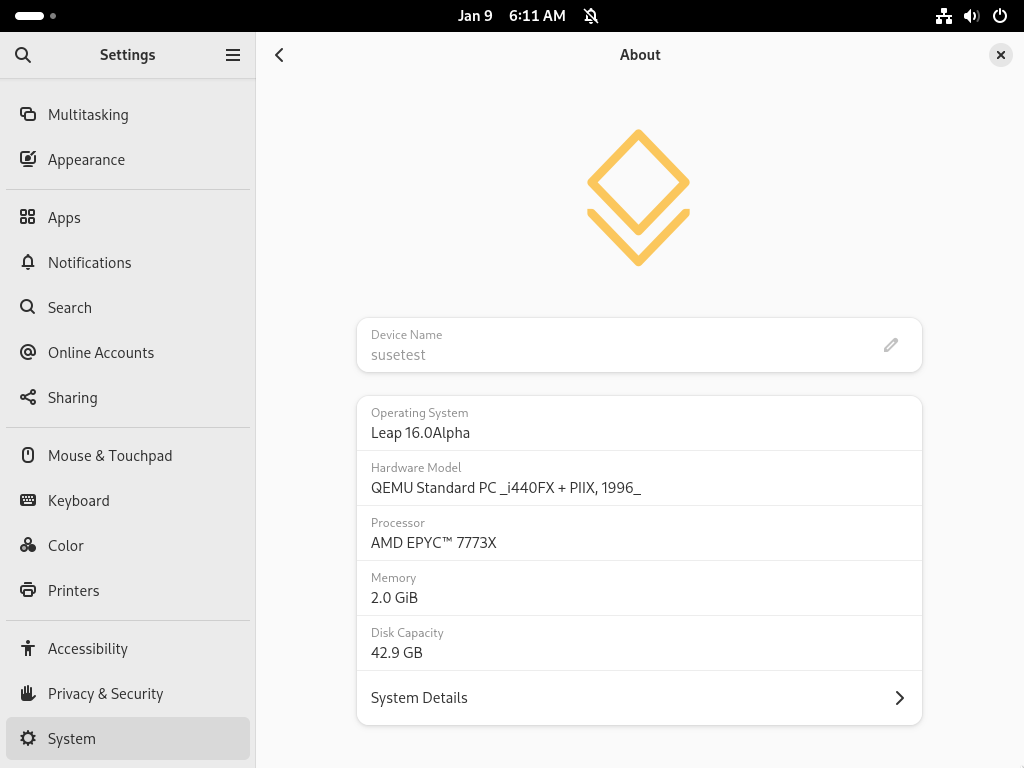 Jan 9 6:11 AM
Settings
About
Multitasking
Appearance
Apps
Notifications
Search
Online Accounts
Sharing
Mouse & Touchpad
Keyboard
Color
Printers
Accessibility
Privacy & Security
System
Device Name
susetest
Operating System
Leap 16.0Alpha
Hardware Model
QEMU Standard PC _i440FX + PIIX, 1996_
Processor
AMD EPYC™ 7773X
Memory
2.0 GiB
Disk Capacity
42.9 GB
System Details